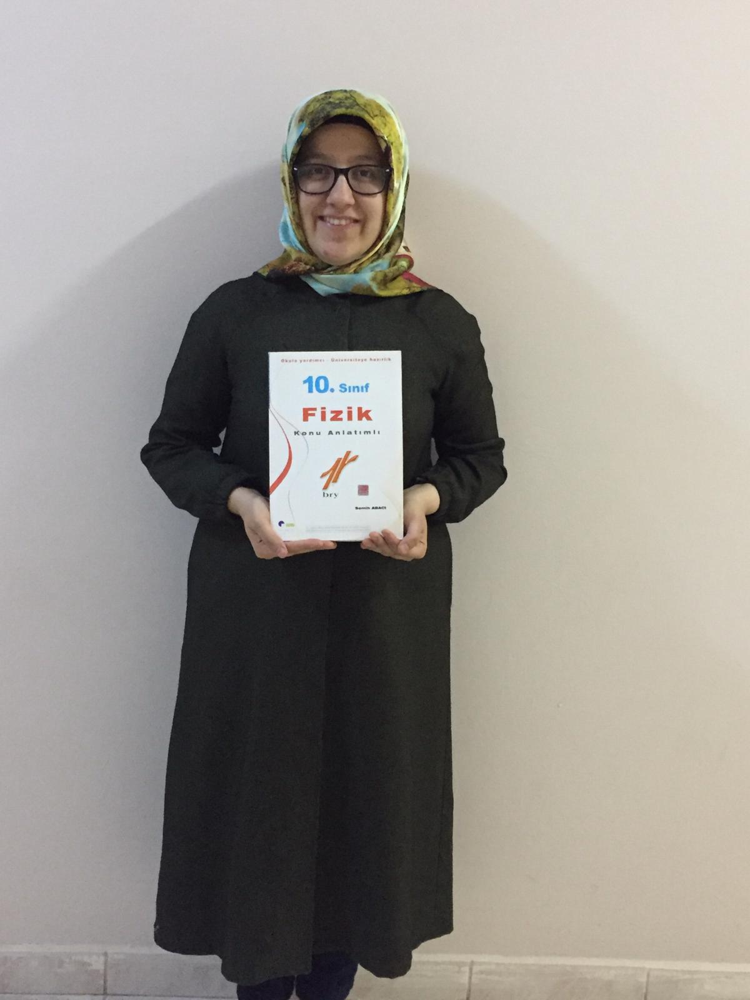 Okula yardımcı - Üniversiteye hazırlık
10. Sınıf
Fizik
Konu Anlatımlı
bry
Semih ABACI